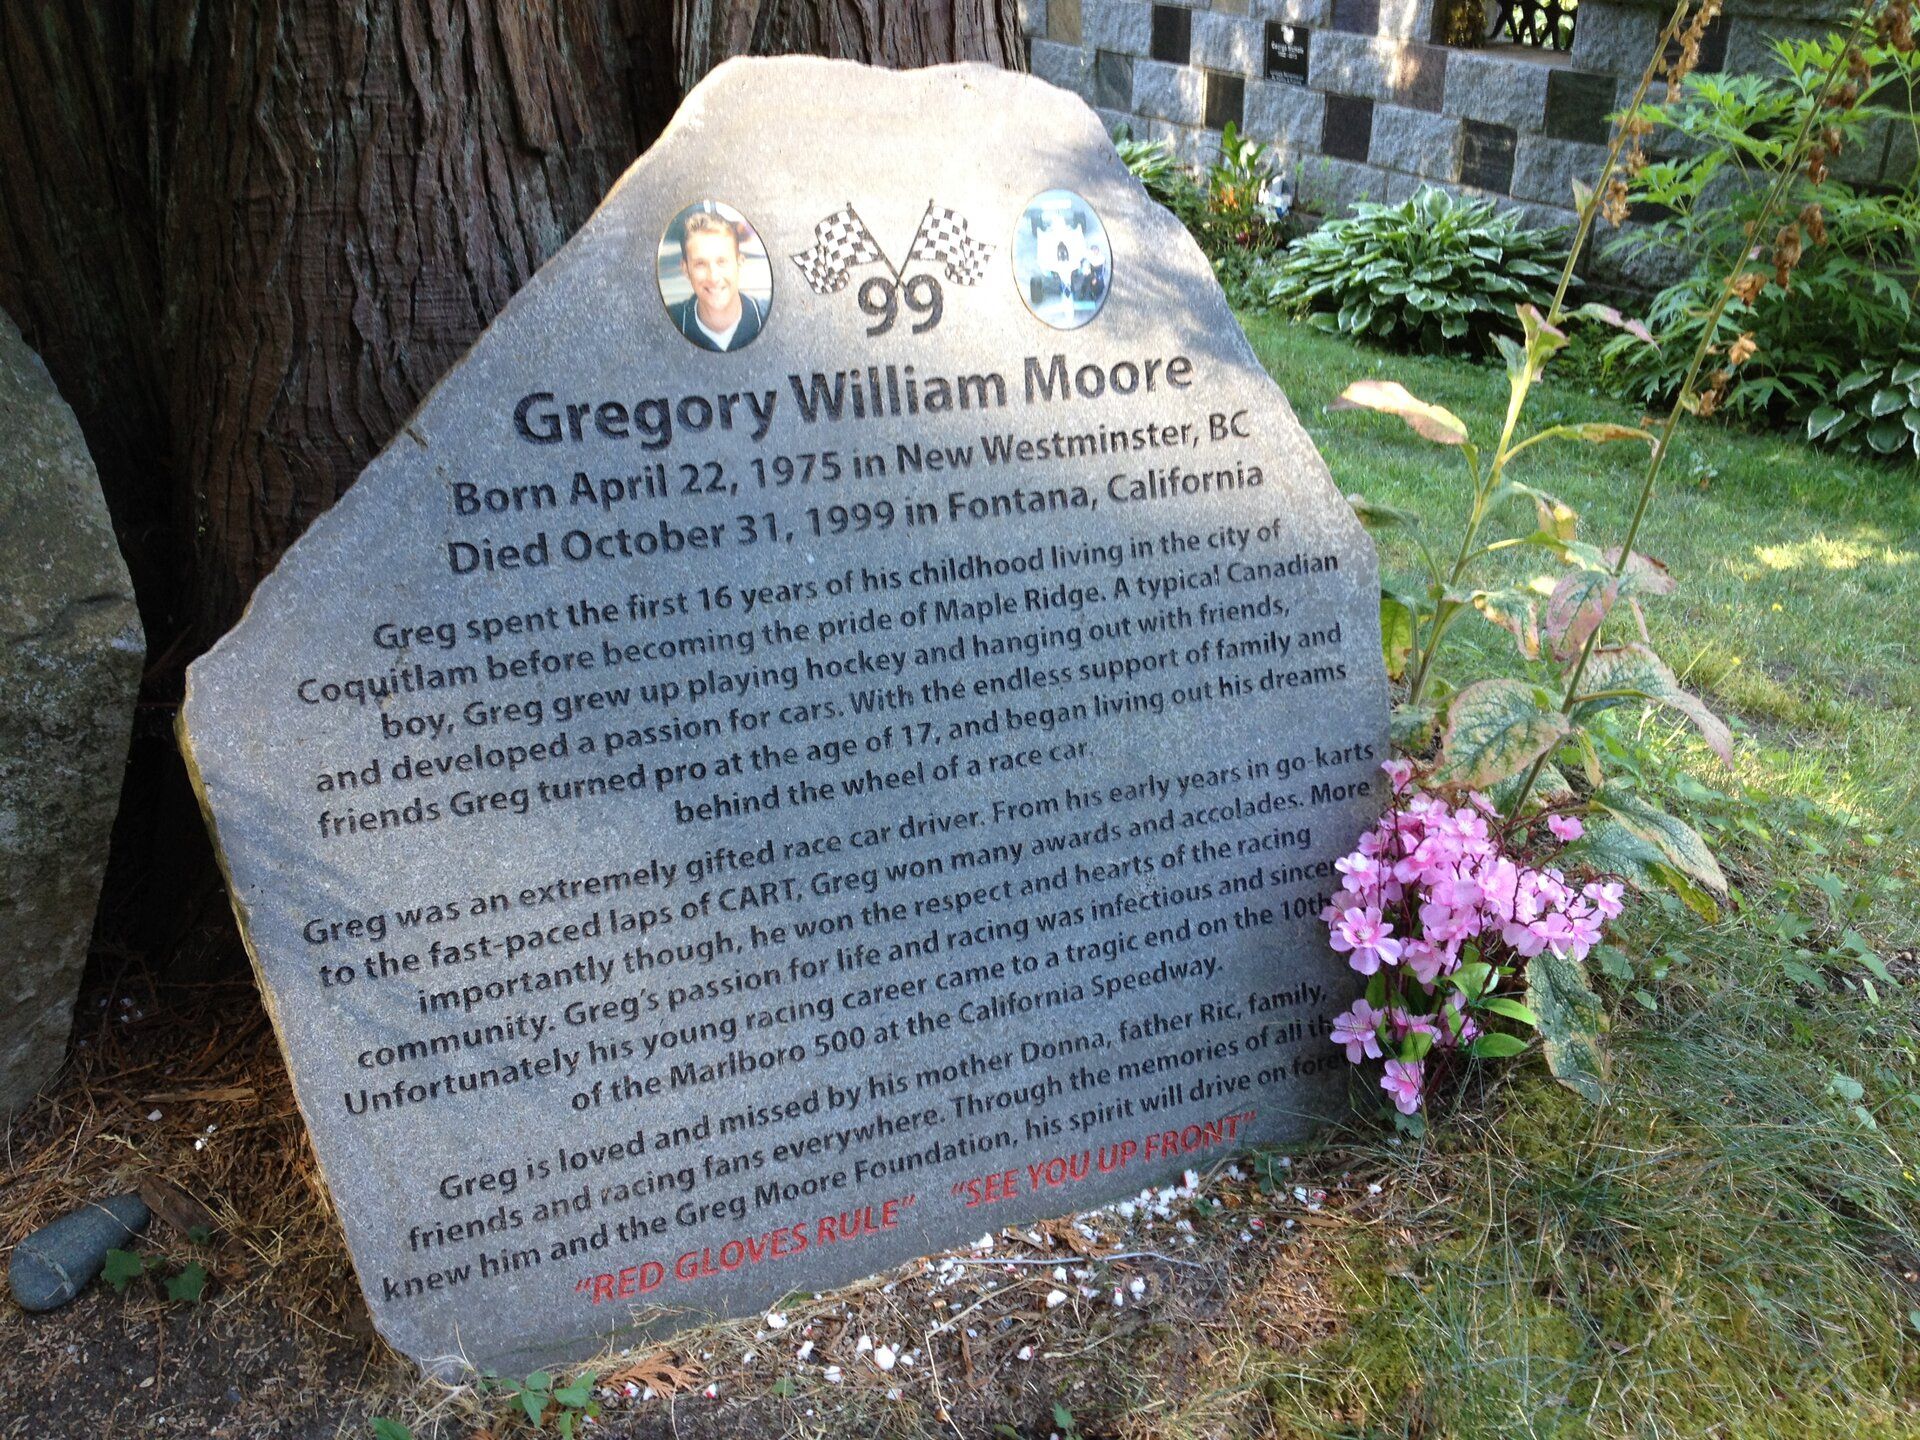 99
Gregory William Moore
Born April 22, 1975 in New Westminster, BC
Died October 31, 1999 in Fontana, California
Greg spent the first 16 years of his childhood living in the city of
Coquitlam before becoming the pride of Maple Ridge. A typical Canadian
boy, Greg grew up playing hockey and hanging out with friends,
and developed a passion for cars. With the endless support of family and
friends Greg turned pro at the age of 17, and began living out his dreams
behind the wheel of a race car.
Greg was an extremely gifted race car driver. From his early years in go-karts
to the fast-paced laps of CART, Greg won many awards and accolades. More
importantly though, he won the respect and hearts of the racing
community. Greg's passion for life and racing was infectious and sincer
Unfortunately his young racing career came to a tragic end on the 10th
of the Marlboro 500 at the California Speedway.
Greg is loved and missed by his mother Donna, father Ric, family,
friends and racing fans everywhere. Through the memories of all th
knew him and the Greg Moore Foundation, his spirit will drive on fore
"RED GLOVES RULE" "SEE YOU UP FRONT"